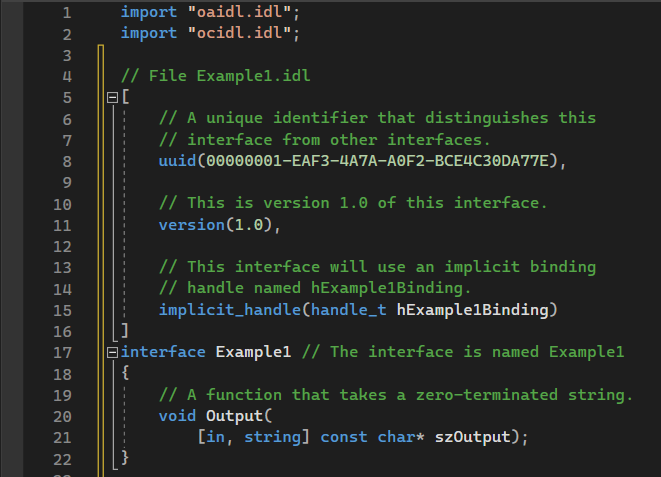 1 import "oaidl.idl";
2 import "ocidl.idl";
3
4 // File Example1.idl
5 [
6 // A unique identifier that distinguishes this
7 // interface from other interfaces.
8 uuid(00000001-EAF3-4A7A-A0F2-BCE4C30DA77E),
9
10 // This is version 1.0 of this interface.
11 version(1.0),
12
13 // This interface will use an implicit binding
14 // handle named hExample1Binding.
15 implicit_handle(handle_t hExample1Binding)
16 ]
17 interface Example1 // The interface is named Example1
18 {
19 // A function that takes a zero-terminated string.
20 void Output(
21 [in, string] const char* szOutput);
22 }